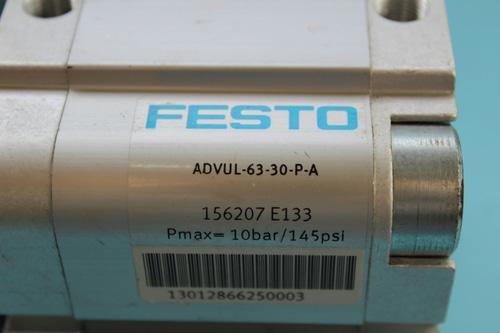 FESTO
ADVUL-63-30-P-A
156207 E133
Pmax= 10bar/145psi
13012866250003